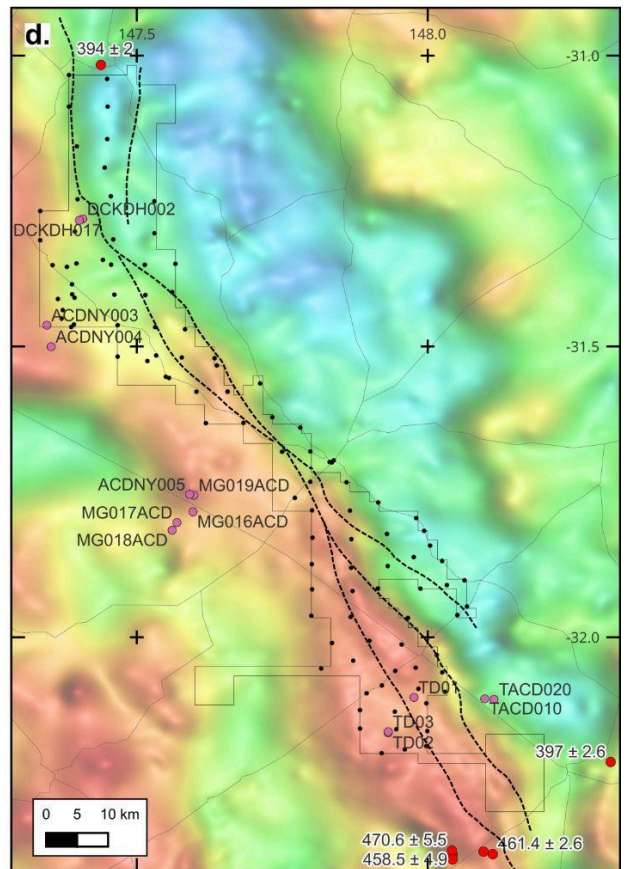 d.
147.5
148.0
394 ± 2
-31.0
DCKDH002
DCKDH017
ACDNY003
ACDNY004
-31.5
ACDNY005
MG019ACD
MG017ACD
MG016ACD
MG018ACD
-32.0
TD01
TACD020
TACD010
TD03
TD02
397 ± 2.6
0 5 10 km
470.6 ± 5.5
461.4 ± 2.6
458.5 ± 4.9